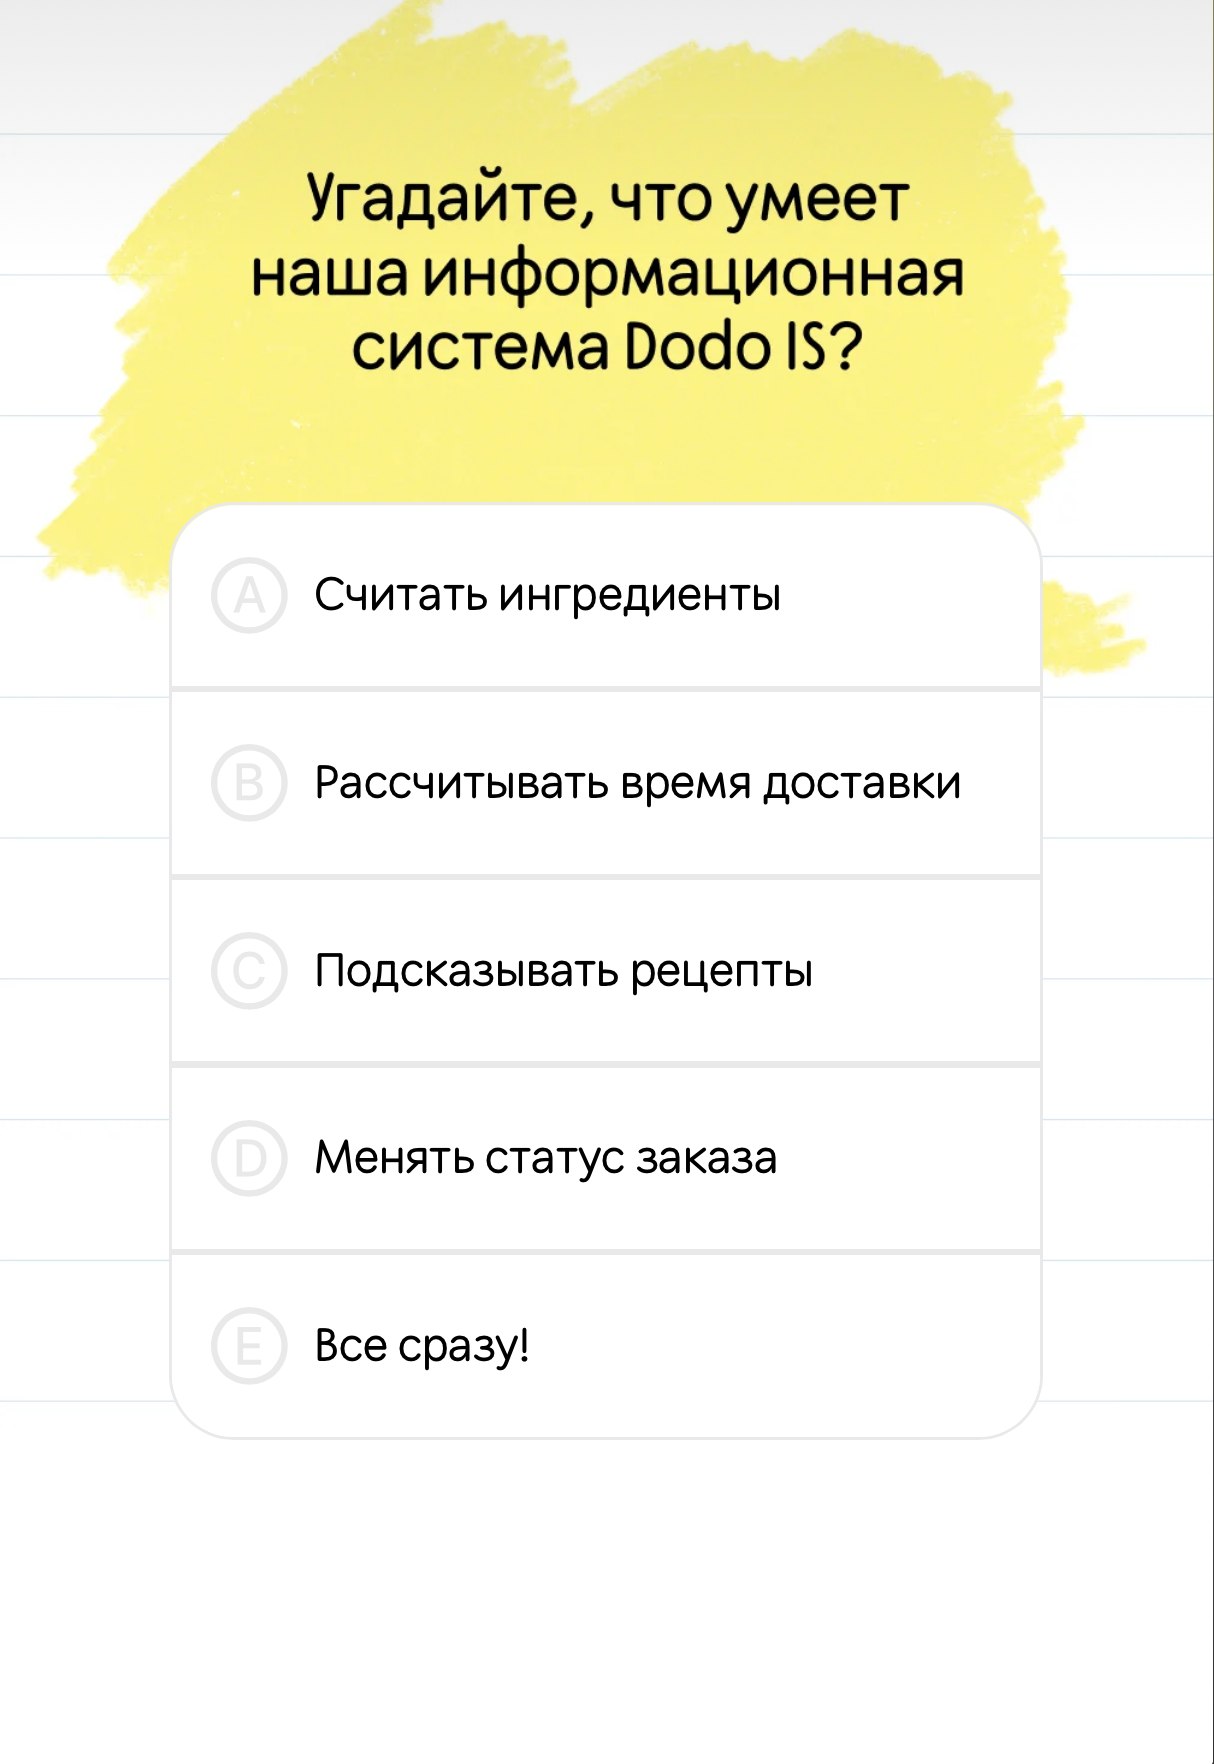 Угадайте, что умеет
наша информационная
система Dodo IS?
A Считать ингредиенты
B Рассчитывать время доставки
C Подсказывать рецепты
D Менять статус заказа
E Все сразу!